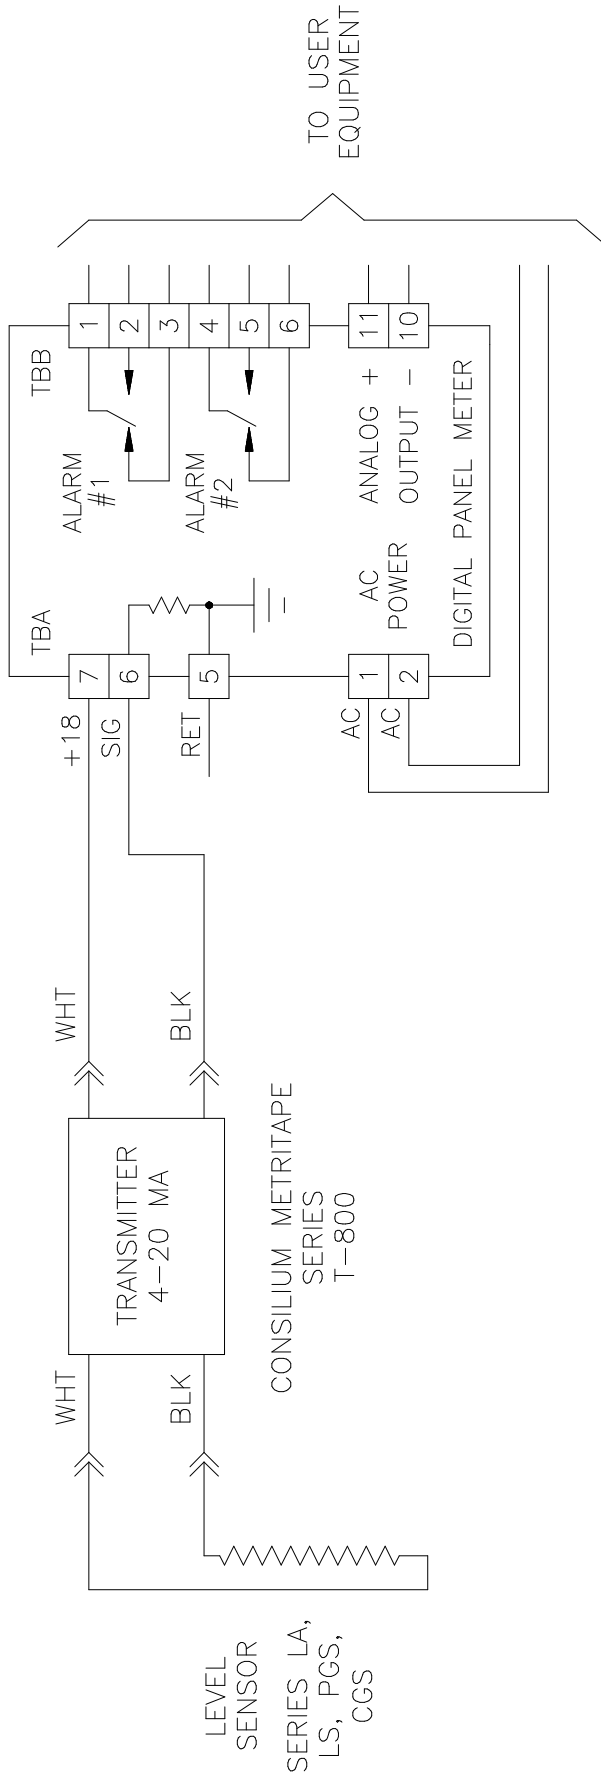 LEVEL
SENSOR
SERIES LA,
LS, PGS,
CGS
WHT
BLK
TRANSMITTER
4-20 MA
CONSILIUM METRITAPE
SERIES
T-800
WHT
BLK
+18
SIG
RET
AC
AC
TBA
7
6
5
1
2
AC
POWER
DIGITAL PANEL METER
ALARM
#1
ALARM
#2
ANALOG +
OUTPUT -
TBB
1
2
3
4
5
6
11
10
TO USER
EQUIPMENT